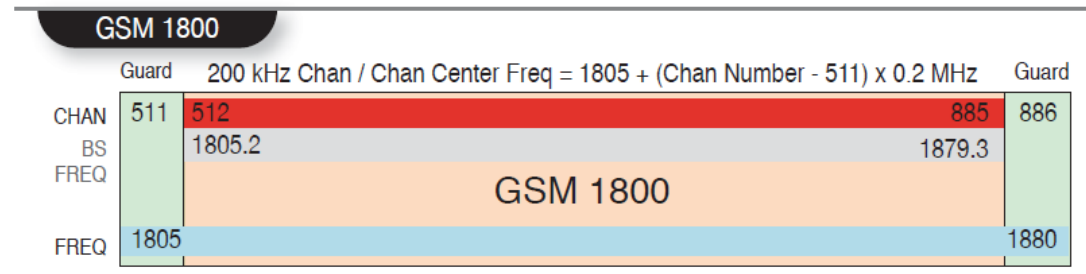 GSM 1800
Guard 200 kHz Chan / Chan Center Freq = 1805 + (Chan Number - 511) x 0.2 MHz Guard
CHAN 511 512 885 886
BS 1805.2 1879.3
FREQ
GSM 1800
FREQ 1805 1880